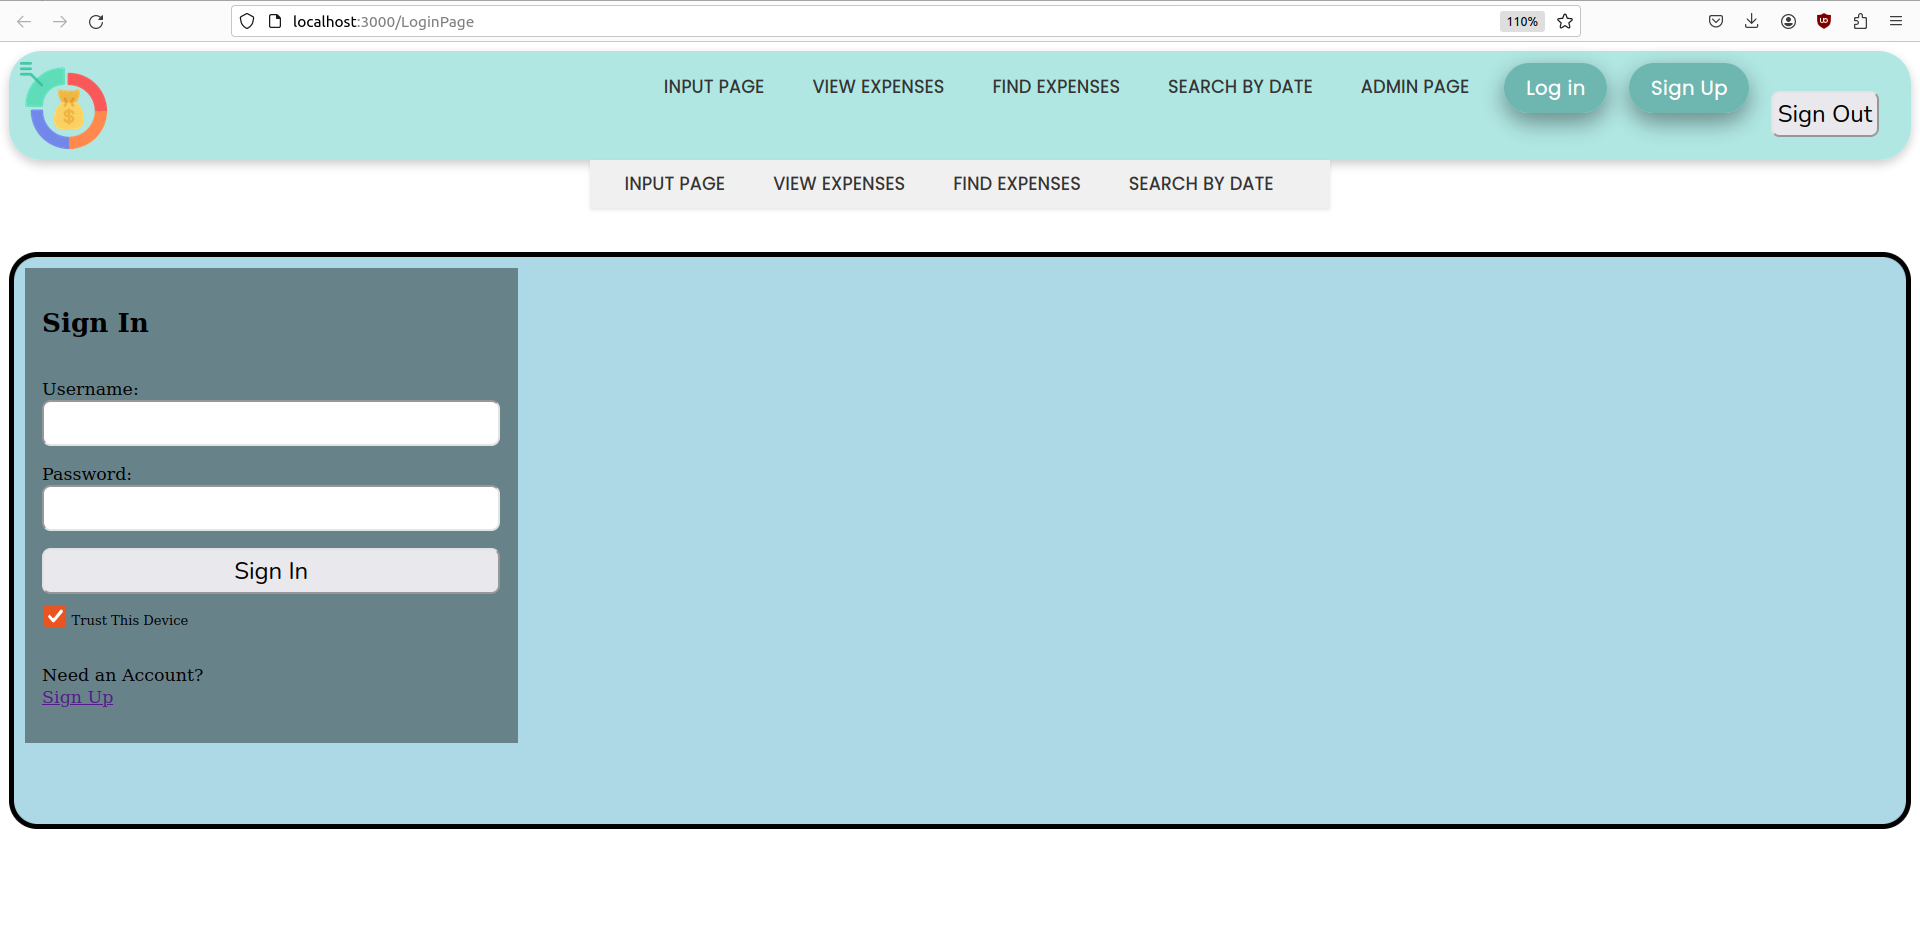 localhost:3000/LoginPage
110%
INPUT PAGE VIEW EXPENSES FIND EXPENSES SEARCH BY DATE ADMIN PAGE Log in Sign Up Sign Out
INPUT PAGE VIEW EXPENSES FIND EXPENSES SEARCH BY DATE
Sign In
Username:
Password:
Sign In
Trust This Device
Need an Account?
Sign Up